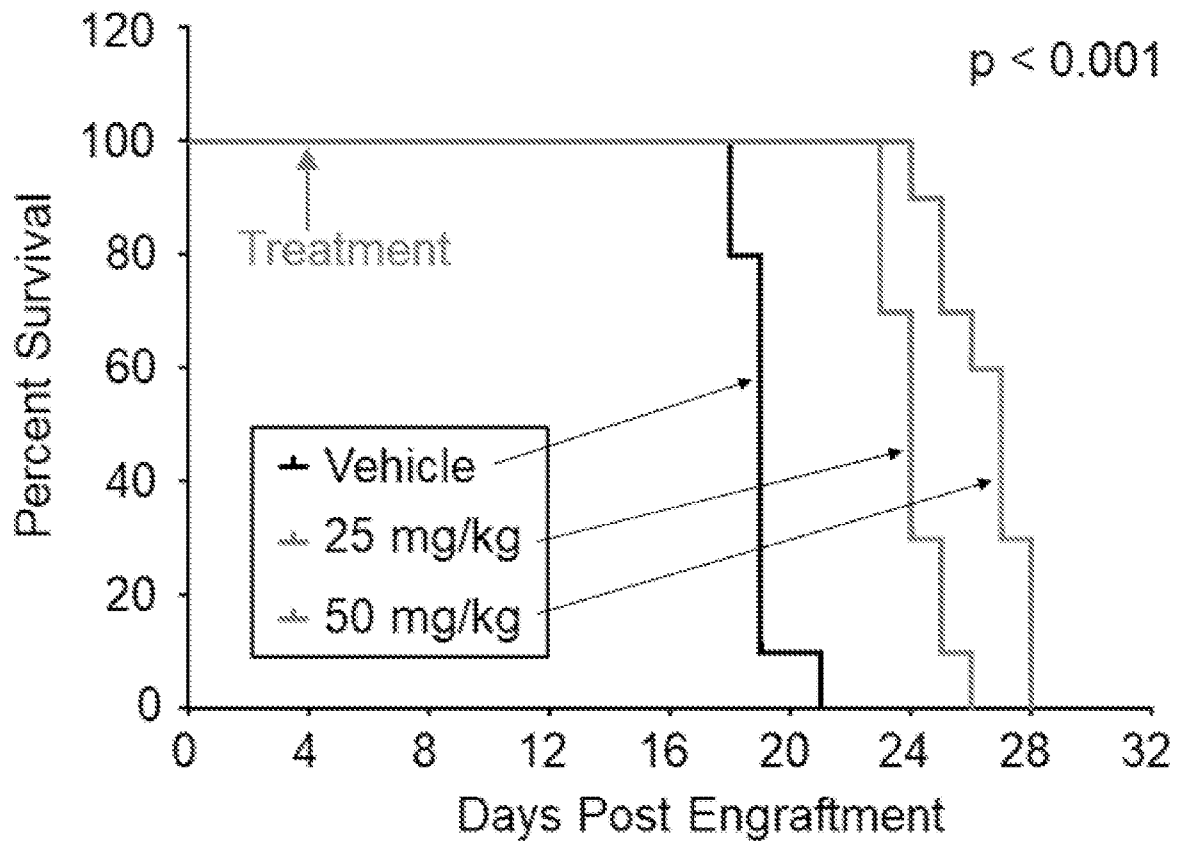 120
p < 0.001
100
Treatment
80
60
40
20
0
Percent Survival
Vehicle
25 mg/kg
50 mg/kg
0 4 8 12 16 20 24 28 32
Days Post Engraftment